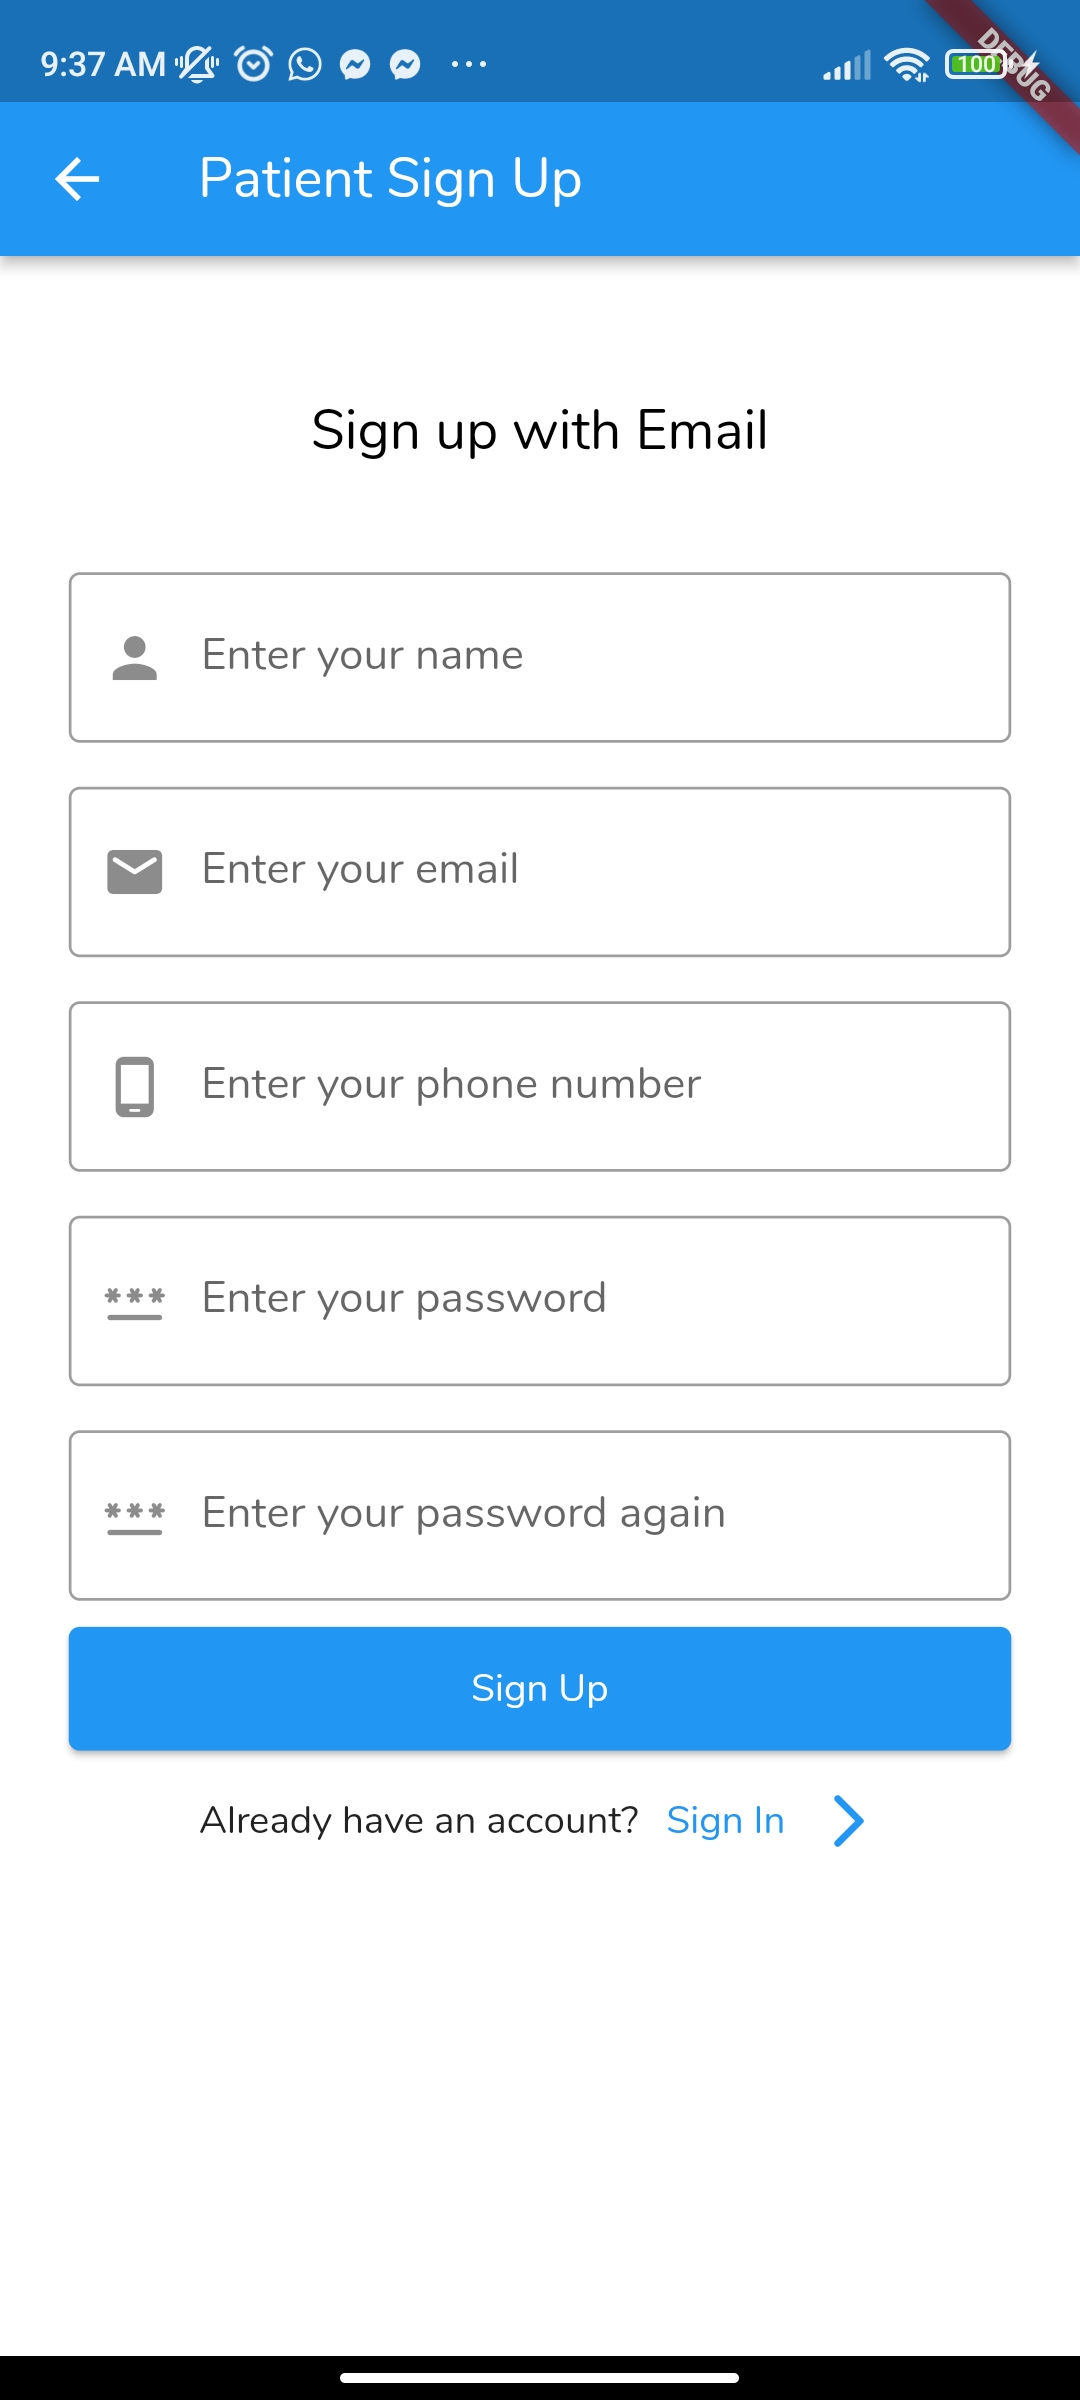 9:37 AM
100
DEBUG
Patient Sign Up
Sign up with Email
Enter your name
Enter your email
Enter your phone number
*** Enter your password
*** Enter your password again
Sign Up
Already have an account? Sign In